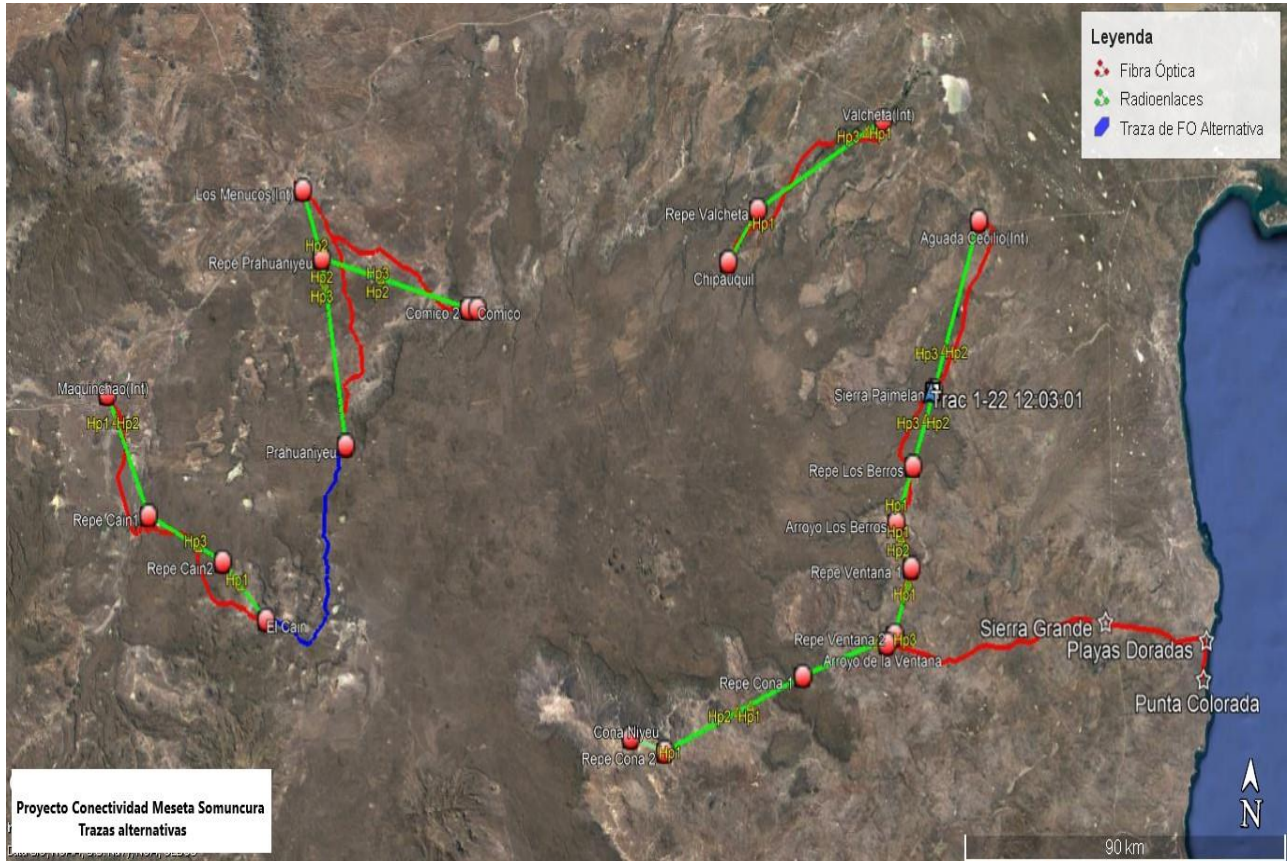 Leyenda
Fibra Óptica
Radioenlaces
Traza de FO Alternativa
Valcheta(Int)
Hp3 Hp1
Los Menucos(Int)
Repe Valcheta
Hp1
Aguada Cecilio(Int)
Hp2
Repe Prahuaniyeu
Hp2
Hp3
Hp3
Hp2
Chipauquil
Comico 2
Comico
Hp3 Hp2
Maquinchao(Int)
Sierra Paimelan
Trac 1-22 12:03:01
Hp1 Hp2
Hp3 Hp2
Prahuaniyeu
Repe Los Berros
Hp1
Repe Cain1
Arroyo Los Berros
Hp1
Hp3
Hp2
Repe Cain2
Repe Ventana 1
Hp1
Hp1
El Cain
Sierra Grande
Repe Ventana 2
Hp3
Playas Doradas
Arroyo de la Ventana
Repe Cona 1
Punta Colorada
Hp2 Hp1
Cona Niyeu
Repe Cona 2
Hp1
Proyecto Conectividad Meseta Somuncura
Trazas alternativas
N
90 km